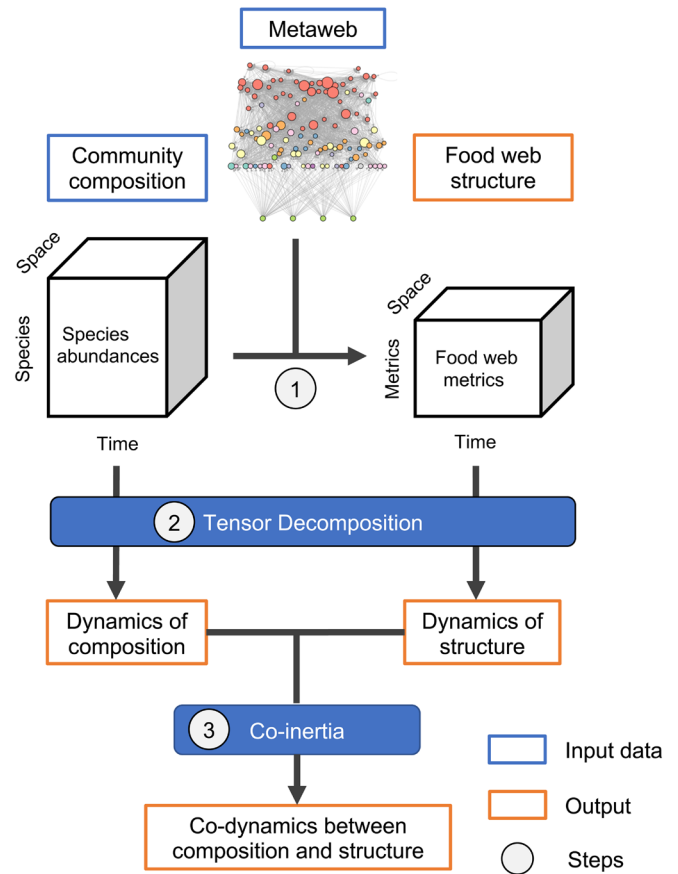 Metaweb
Community
composition
Food web
structure
Space
Species
Species
abundances
Time
1
Space
Metrics
Food web
metrics
Time
2 Tensor Decomposition
Dynamics of
composition
Dynamics of
structure
3 Co-inertia
Co-dynamics between
composition and structure
Input data
Output
Steps